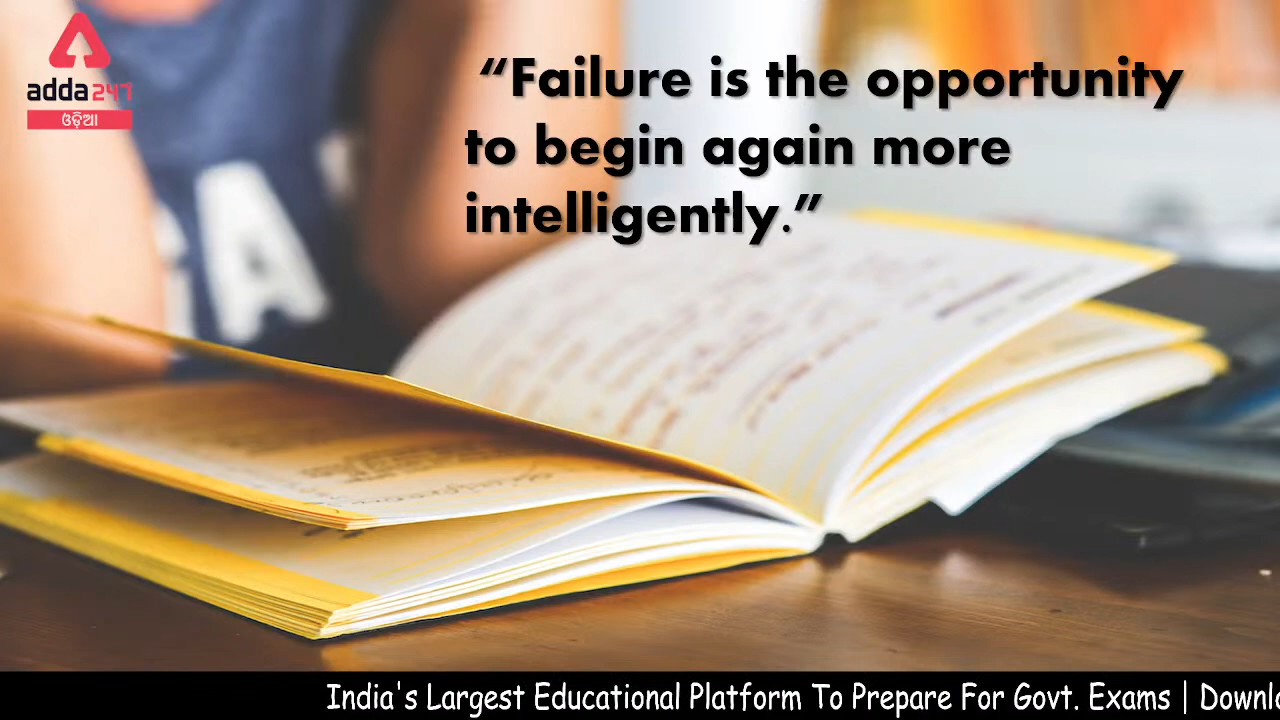 adda247
ଓଡ଼ିଆ
“Failure is the opportunity
to begin again more
intelligently.”
India's Largest Educational Platform To Prepare For Govt. Exams | Downlo